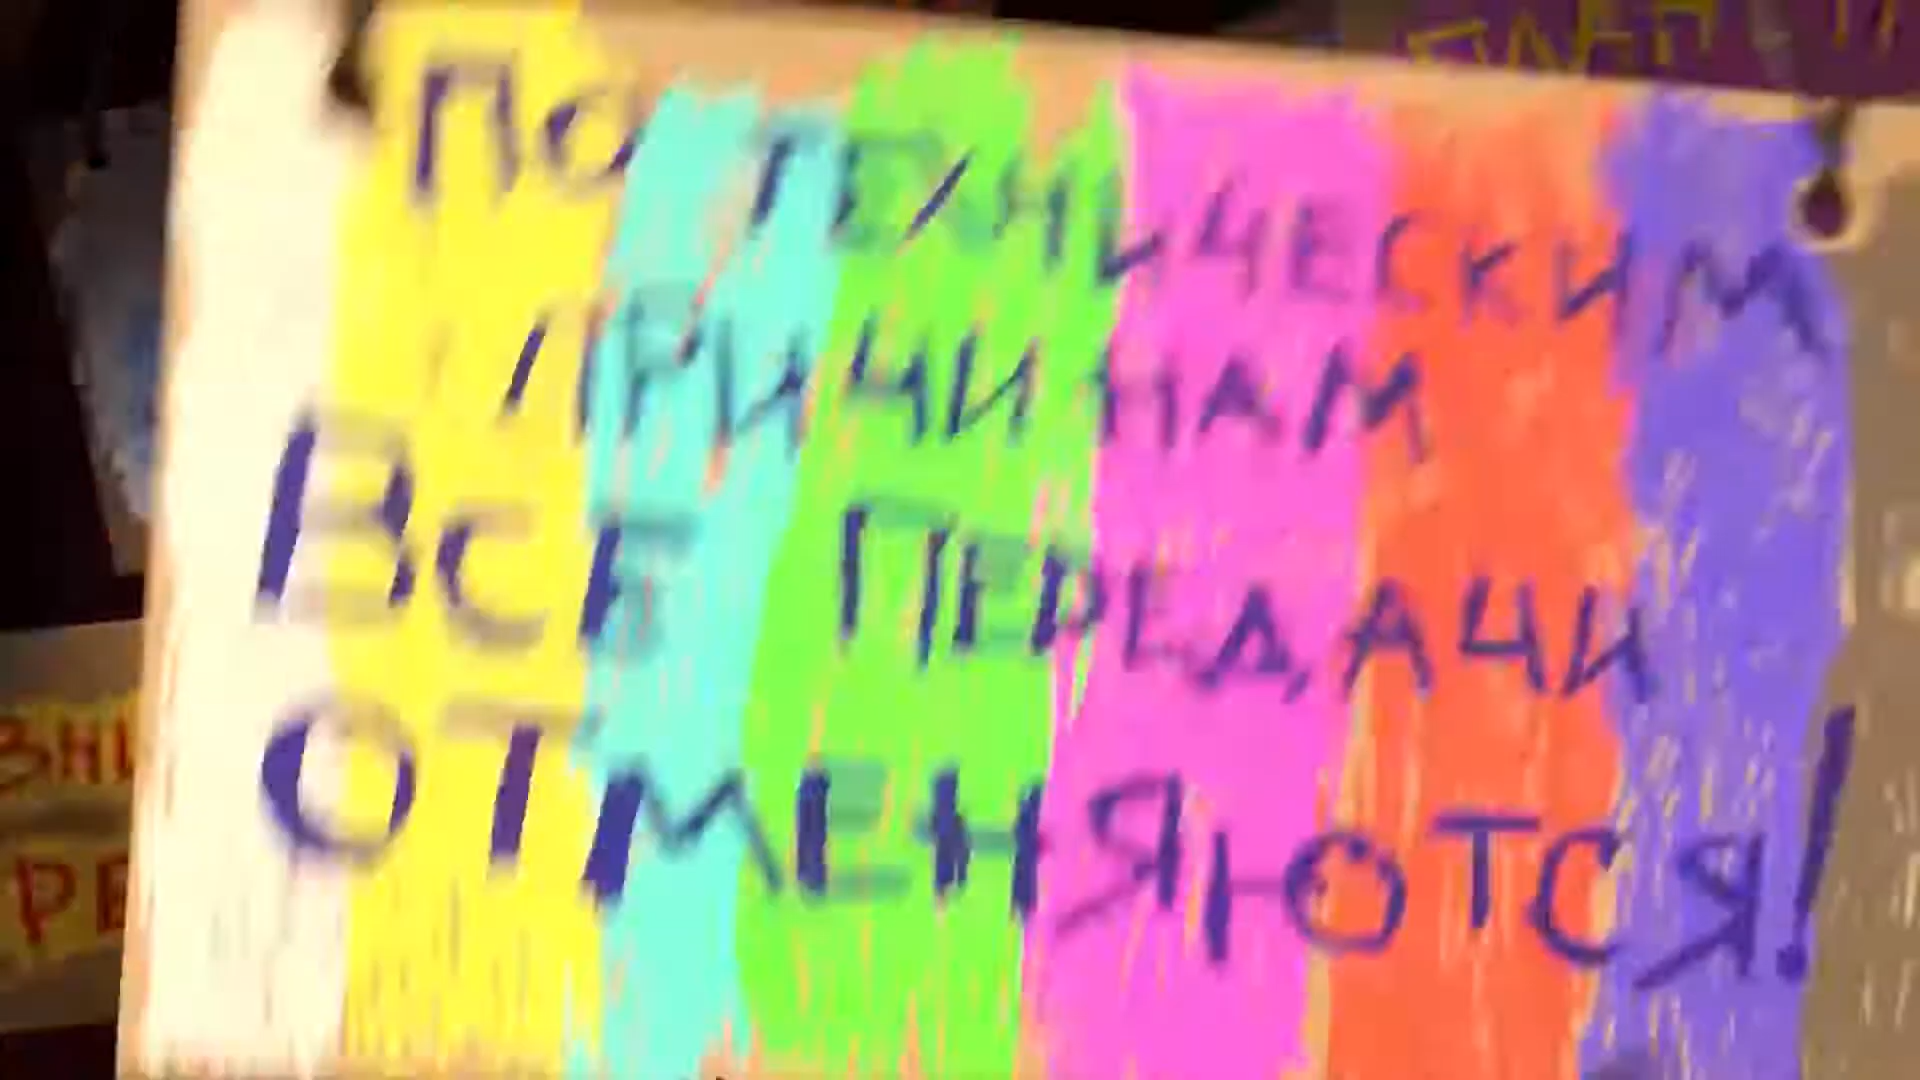 ПО ТЕХНИЧЕСКИМ
ПРИЧИНАМ
ВСЕ ПЕРЕДАЧИ
ОТМЕНЯЮТСЯ!